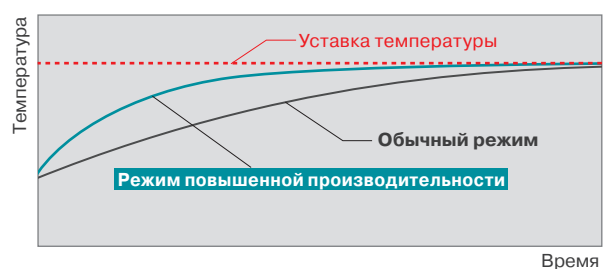 Температура
Уставка температуры
Обычный режим
Режим повышенной производительности
Время